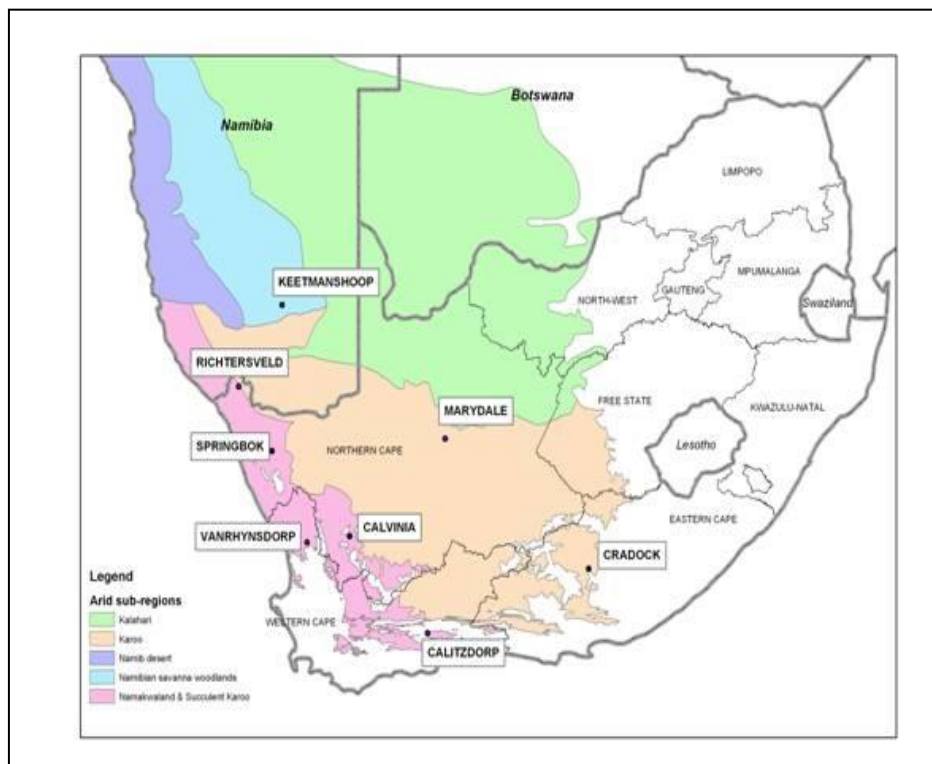 Botswana
Namibia
LIMPOPO
KEETMANSHOOP
MPUMALANGA
GAUTENG
NORTH-WEST
Swaziland
RICHTERSVELD
FREE STATE
MARYDALE
KWAZULU-NATAL
SPRINGBOK
NORTHERN CAPE
Lesotho
EASTERN CAPE
CALVINIA
VANRHYNSDORP
CRADOCK
WESTERN CAPE
CALITZDORP
Legend
Arid sub-regions
Kalahari
Karoo
Namib desert
Namibian savanna woodlands
Namakwaland & Succulent Karoo